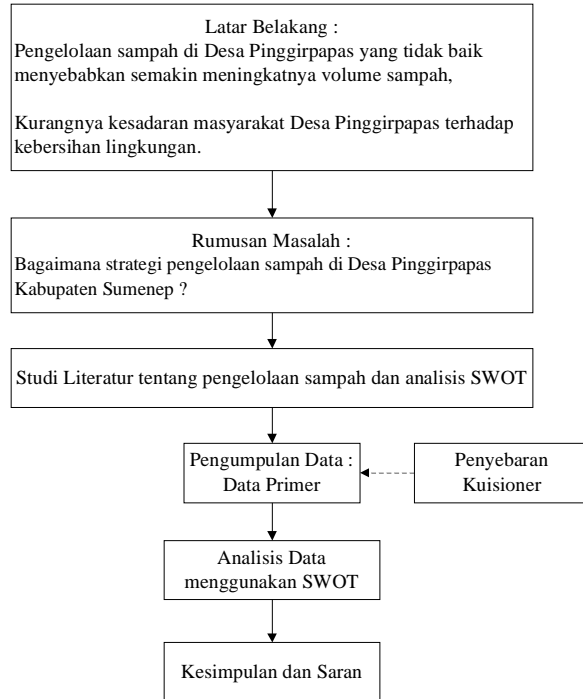 Latar Belakang :
Pengelolaan sampah di Desa Pinggirpapas yang tidak baik
menyebabkan semakin meningkatnya volume sampah,
Kurangnya kesadaran masyarakat Desa Pinggirpapas terhadap
kebersihan lingkungan.
Rumusan Masalah :
Bagaimana strategi pengelolaan sampah di Desa Pinggirpapas
Kabupaten Sumenep ?
Studi Literatur tentang pengelolaan sampah dan analisis SWOT
Pengumpulan Data :
Data Primer
Penyebaran
Kuisioner
Analisis Data
menggunakan SWOT
Kesimpulan dan Saran